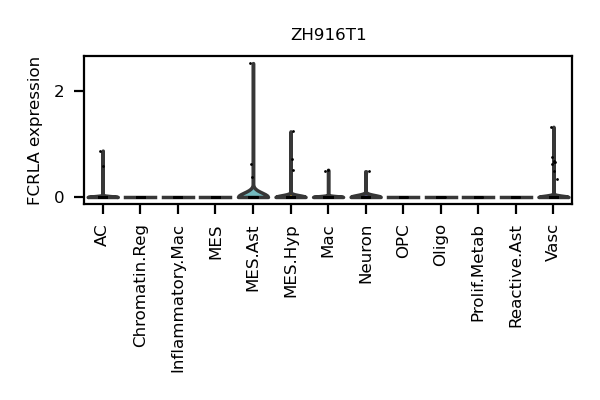 ZH916T1
FCRLA expression
2
0
AC
Chromatin.Reg
Inflammatory.Mac
MES
MES.Ast
MES.Hyp
Mac
Neuron
OPC
Oligo
Prolif.Metab
Reactive.Ast
Vasc